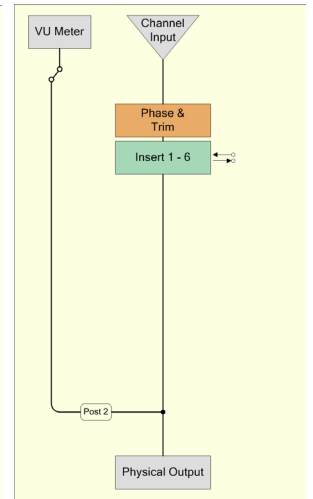 VU Meter
Channel
Input
Phase &
Trim
Insert 1 - 6
Post 2
Physical Output